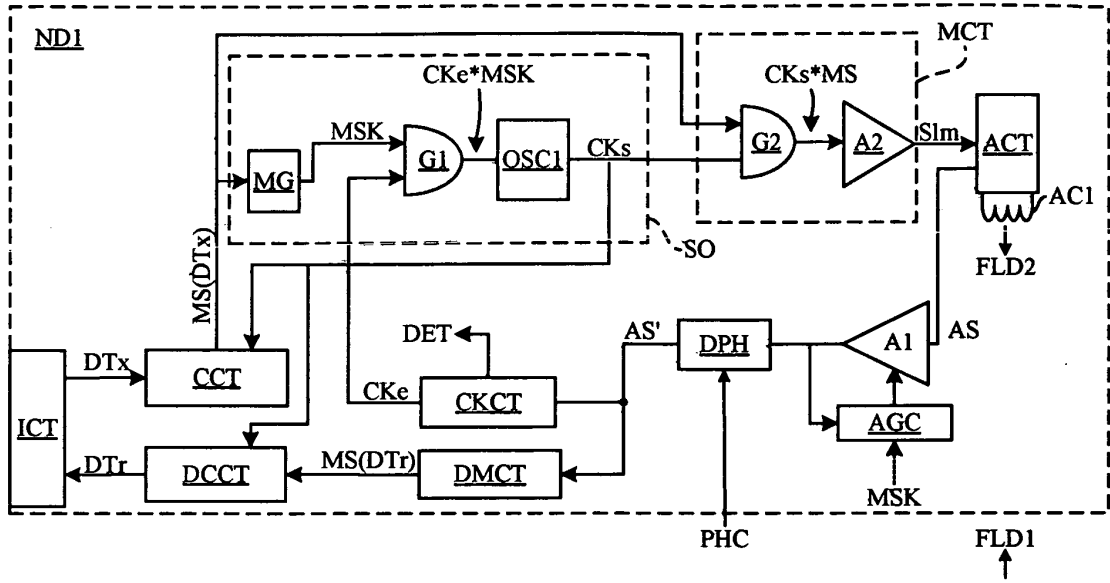 ND1
MCT
CKe*MSK
CKs*MS
MSK
G1
OSC1
CKs
G2
A2
SIm
ACT
MG
AC1
SO
FLD2
MS(DTx)
DET
AS'
DPH
A1
AS
DTx
CCT
CKe
CKCT
AGC
ICT
DTr
DCCT
MS(DTr)
DMCT
MSK
PHC
FLD1